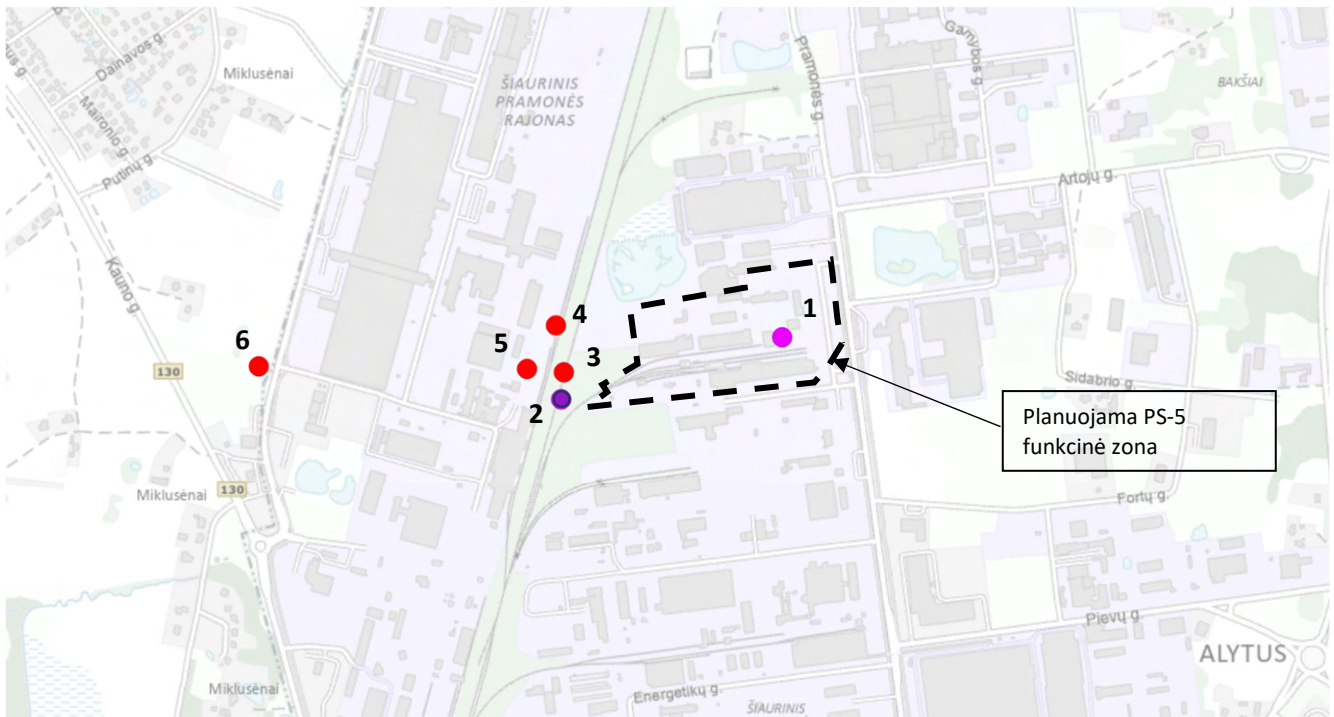 Dainavos g.
Miklusėnai
Maironio g.
Putinų g.
ŠIAURINIS
PRAMONĖS
RAJONAS
Pramonės g.
Gamybos g.
BAKŠIAI
Artojų g.
Kauno g.
130
6
4
5
3
2
1
Sidabrio g.
Planuojama PS-5
funkcinė zona
Miklusėnai
130
Fortų g.
Pievų g.
ALYTUS
Miklusėnai
Energetikų g.
ŠIAURINIS